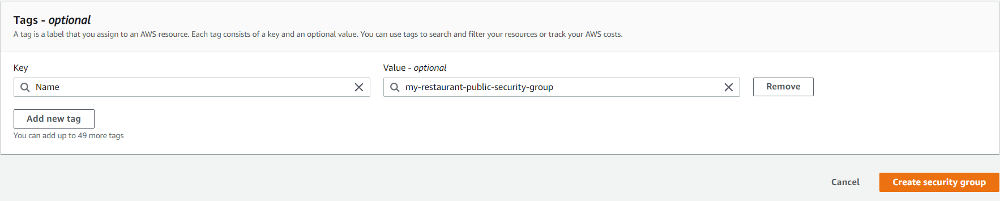 Tags - optional
A tag is a label that you assign to an AWS resource. Each tag consists of a key and an optional value. You can use tags to search and filter your resources or track your AWS costs.
Key
Value - optional
Name
my-restaurant-public-security-group
Remove
Add new tag
You can add up to 49 more tags
Cancel
Create security group